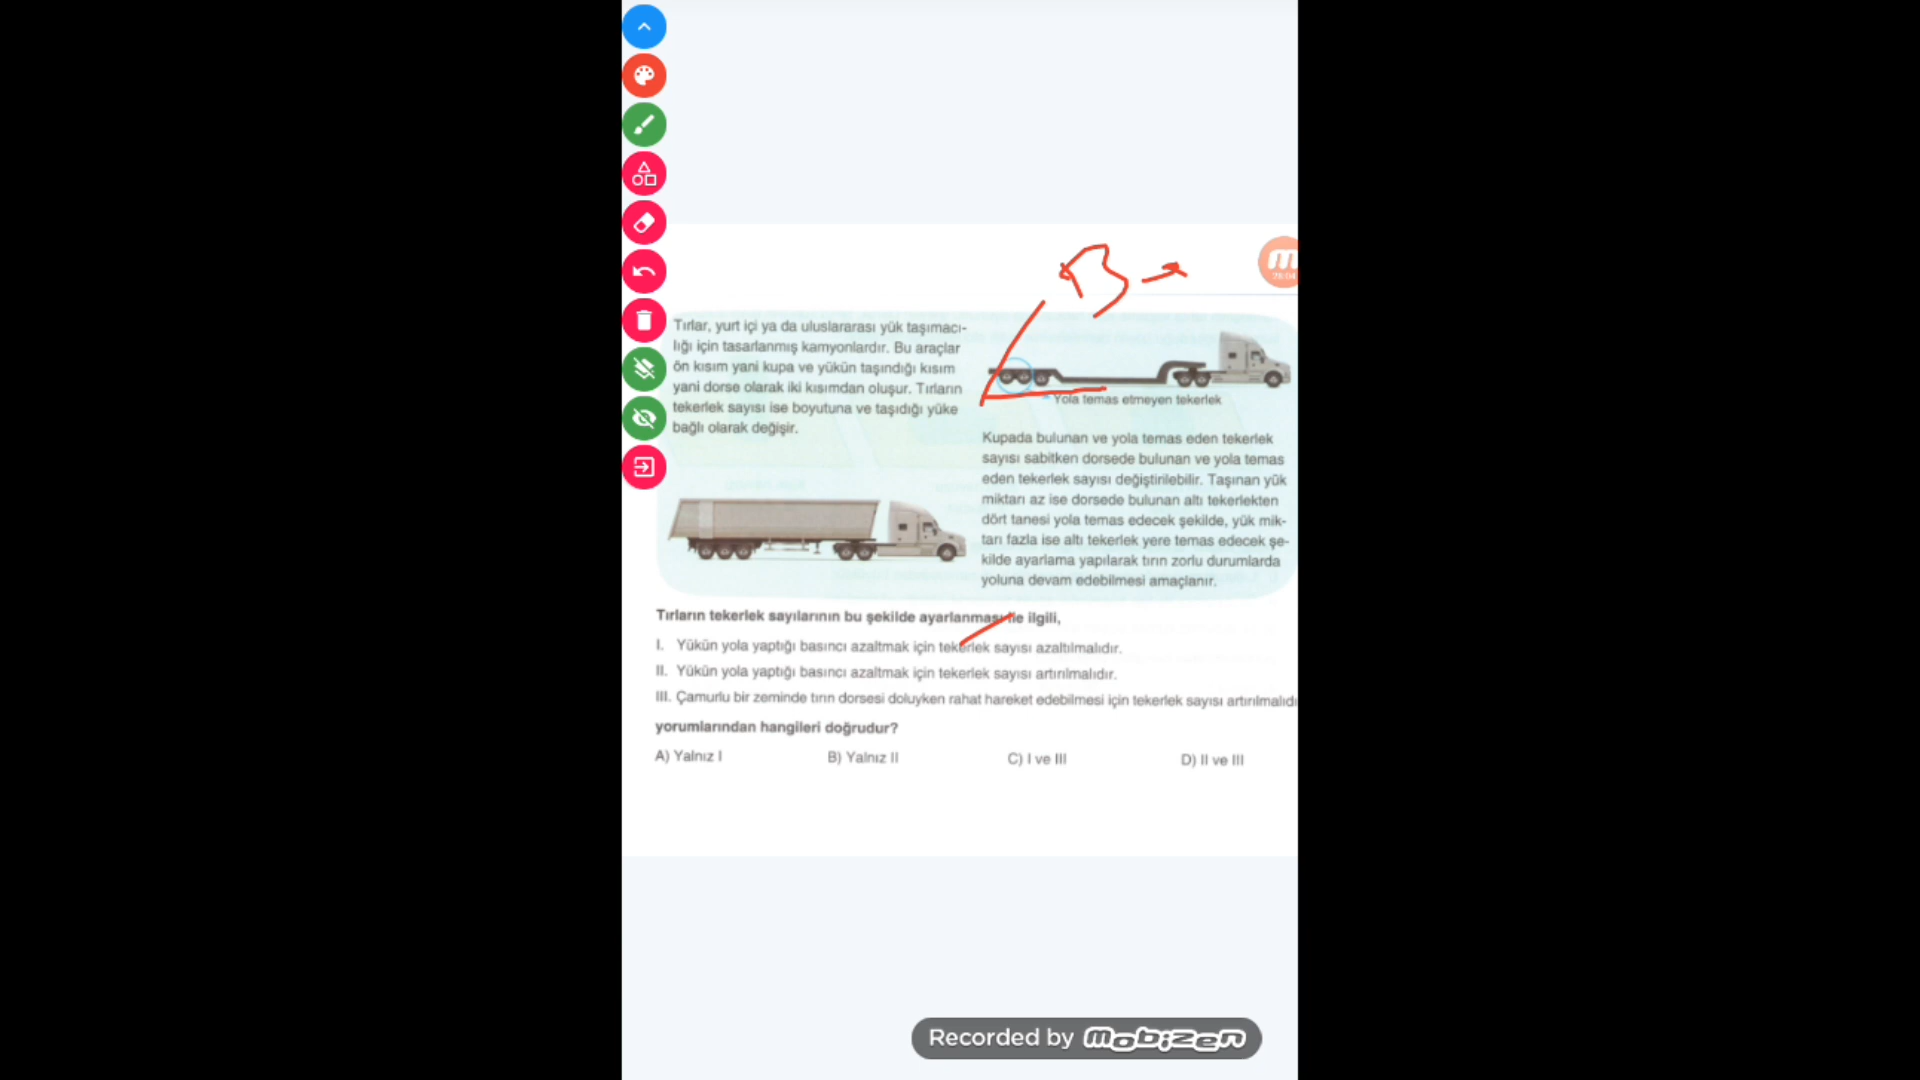 Tırlar, yurt içi ya da uluslararası yük taşımacı-
lığı için tasarlanmış kamyonlardır. Bu araçlar
ön kısım yani kupa ve yükün taşındığı kısım
yani dorse olarak iki kısımdan oluşur. Tırların
tekerlek sayısı ise boyutuna ve taşıdığı yüke
bağlı olarak değişir.
Yola temas etmeyen tekerlek
Kupada bulunan ve yola temas eden tekerlek
sayısı sabitken dorsede bulunan ve yola temas
eden tekerlek sayısı değiştirilebilir. Taşınan yük
miktarı az ise dorsede bulunan altı tekerlekten
dört tanesi yola temas edecek şekilde, yük mik-
tarı fazla ise altı tekerlek yere temas edecek şe-
kilde ayarlama yapılarak tırın zorlu durumlarda
yoluna devam edebilmesi amaçlanır.
Tırların tekerlek sayılarının bu şekilde ayarlanması ile ilgili,
I. Yükün yola yaptığı basıncı azaltmak için tekerlek sayısı azaltılmalıdır.
II. Yükün yola yaptığı basıncı azaltmak için tekerlek sayısı artırılmalıdır.
III. Çamurlu bir zeminde tırın dorsesi doluyken rahat hareket edebilmesi için tekerlek sayısı artırılmalıdı
yorumlarından hangileri doğrudur?
A) Yalnız I
B) Yalnız II
C) I ve III
D) II ve III
Recorded by mobizen